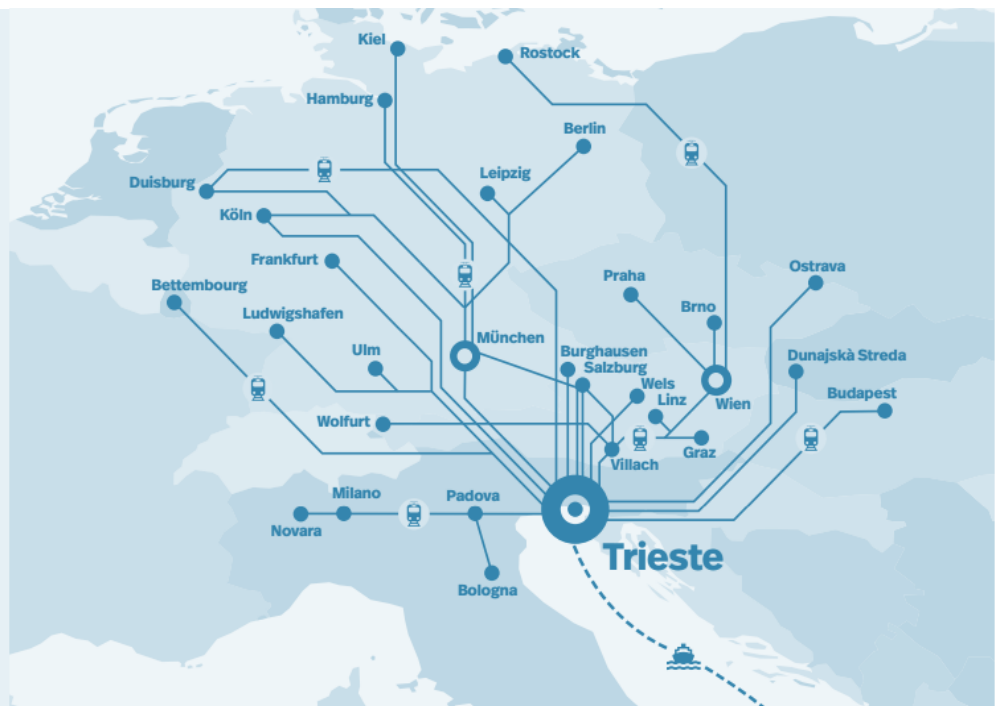 Kiel
Rostock
Hamburg
Berlin
Leipzig
Duisburg
Köln
Frankfurt
Praha
Ostrava
Bettembourg
Brno
Ludwigshafen
München
Ulm
Burghausen
Dunajskà Streda
Salzburg
Wels
Budapest
Linz
Wien
Wolfurt
Graz
Villach
Milano
Padova
Novara
Trieste
Bologna